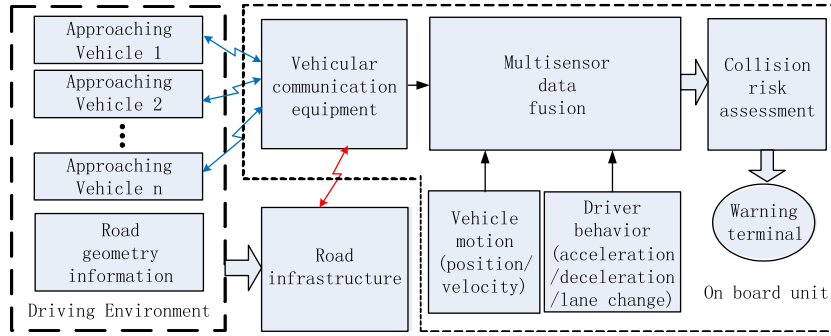 Approaching
Vehicle 1
Approaching
Vehicle 2
Approaching
Vehicle n
Road
geometry
information
Driving Environment
Vehicular
communication
equipment
Road
infrastructure
Multisensor
data
fusion
Vehicle
motion
(position/
velocity)
Driver
behavior
(acceleration
/deceleration
/lane change)
Collision
risk
assessment
Warning
terminal
On board unit